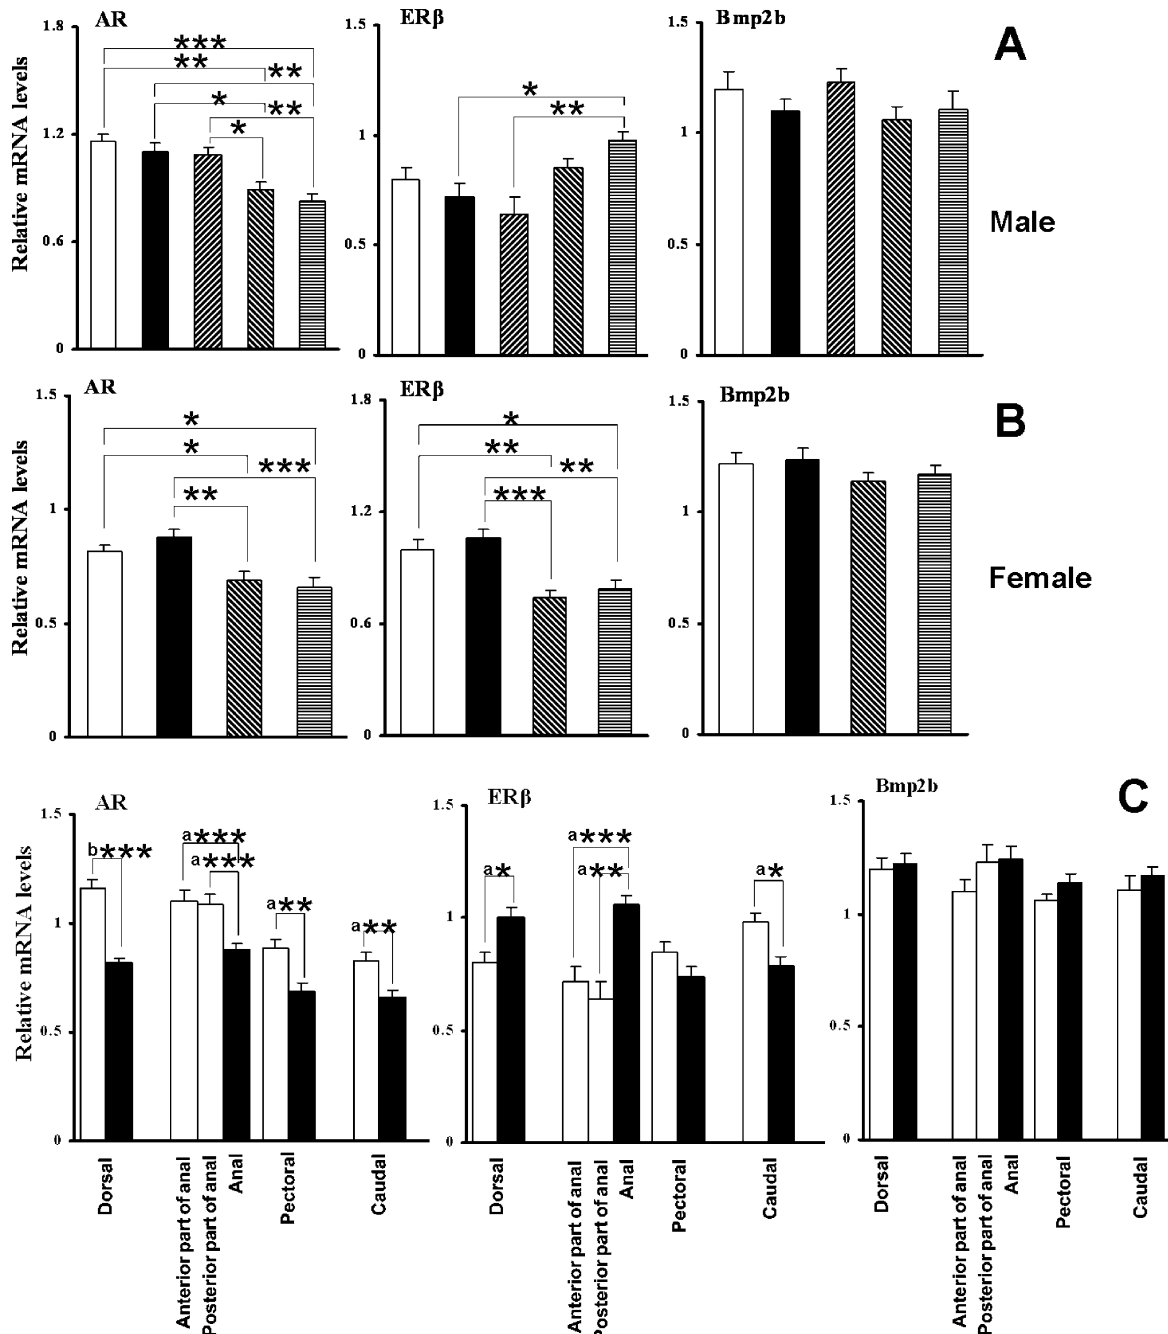 AR
ERβ
Bmp2b
A
Relative mRNA levels
1.8
1.2
0.6
0
***
**
**
*
**
*
1.5
1
0.5
0
*
**
1.5
1
0.5
0
Male
AR
ERβ
Bmp2b
B
Relative mRNA levels
1.5
1
0.5
0
*
*
***
**
1.8
1.2
0.6
0
*
**
**
***
1.5
1
0.5
0
Female
AR
ERβ
Bmp2b
C
Relative mRNA levels
1.5
1
0.5
0
b***
a***
a***
a**
a**
1.5
1
0.5
0
a*
a***
a**
a*
1.5
1
0.5
0
Dorsal
Anterior part of anal
Posterior part of anal
Anal
Pectoral
Caudal
Dorsal
Anterior part of anal
Posterior part of anal
Anal
Pectoral
Caudal
Dorsal
Anterior part of anal
Posterior part of anal
Anal
Pectoral
Caudal